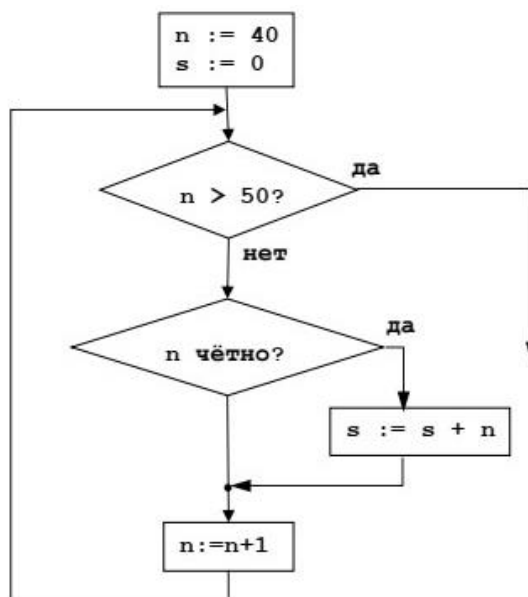 n := 40
s := 0
да
n > 50?
нет
да
n чётно?
s := s + n
n:=n+1